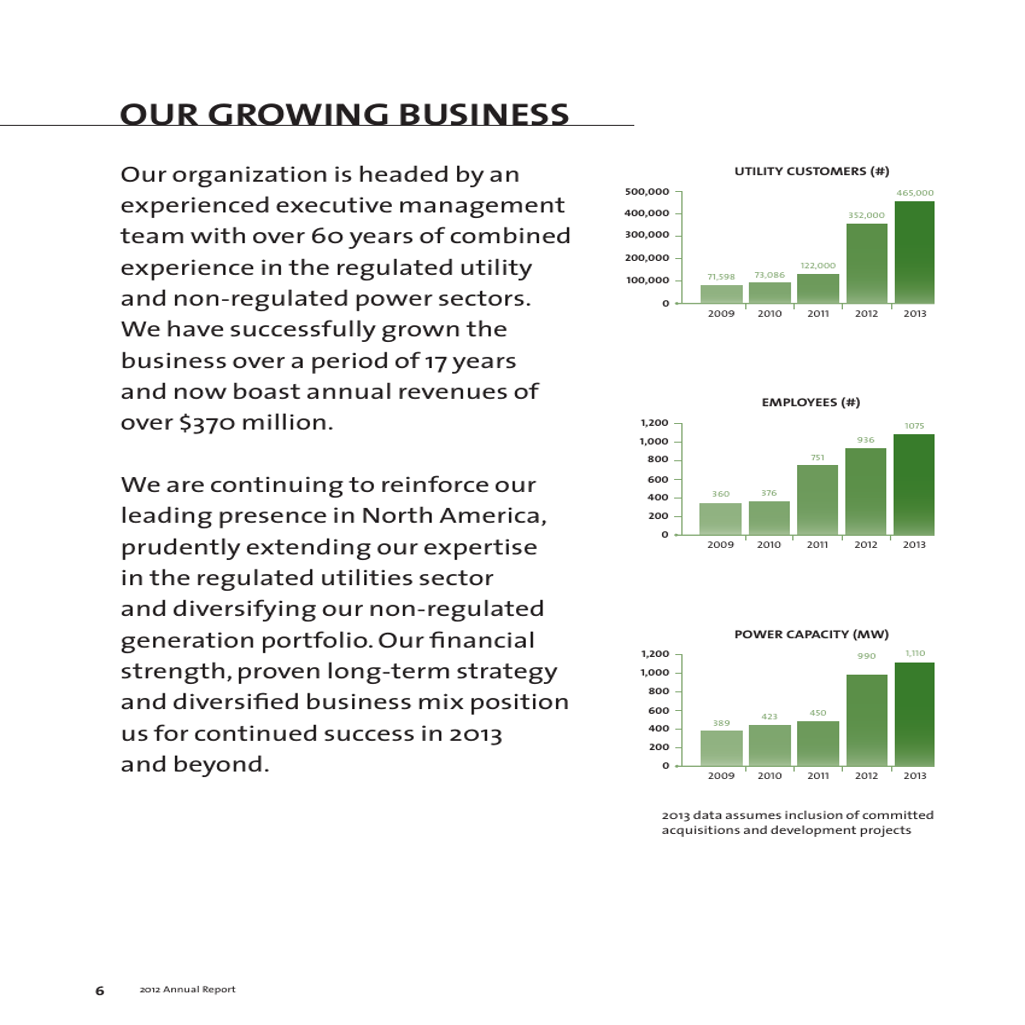 OUR GROWING BUSINESS
Our organization is headed by an
experienced executive management
team with over 60 years of combined
experience in the regulated utility
and non-regulated power sectors.
We have successfully grown the
business over a period of 17 years
and now boast annual revenues of
over $370 million.
We are continuing to reinforce our
leading presence in North America,
prudently extending our expertise
in the regulated utilities sector
and diversifying our non-regulated
generation portfolio. Our financial
strength, proven long-term strategy
and diversified business mix position
us for continued success in 2013
and beyond.
UTILITY CUSTOMERS (#)
500,000
400,000
300,000
200,000
100,000
0
71,598
73,086
122,000
352,000
465,000
2009 2010 2011 2012 2013
EMPLOYEES (#)
1,200
1,000
800
600
400
200
0
360
376
751
936
1075
2009 2010 2011 2012 2013
POWER CAPACITY (MW)
1,200
1,000
800
600
400
200
0
389
423
450
990
1,110
2009 2010 2011 2012 2013
2013 data assumes inclusion of committed
acquisitions and development projects
6 2012 Annual Report